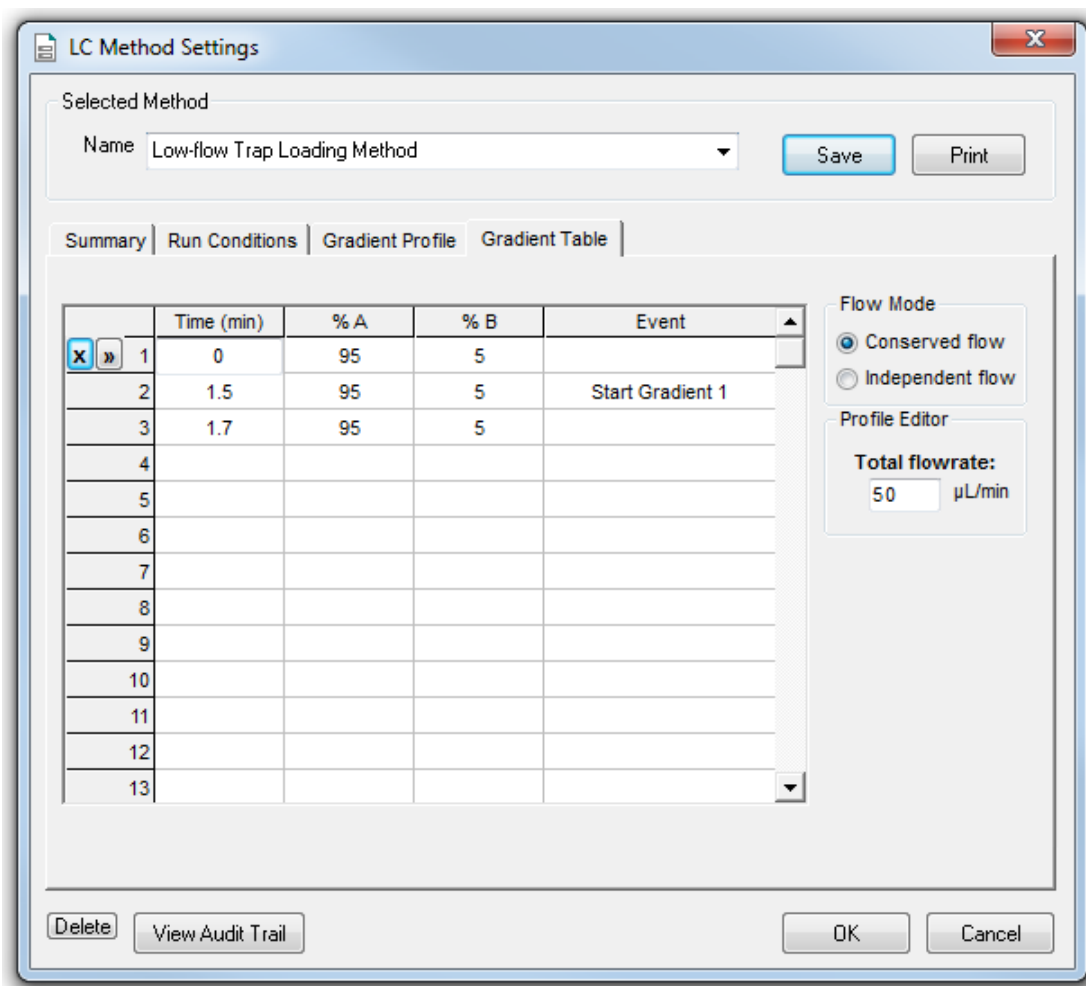 LC Method Settings
x
Selected Method
Name Low-flow Trap Loading Method Save Print
Summary Run Conditions Gradient Profile Gradient Table
Time (min) % A % B Event
x » 1 0 95 5
2 1.5 95 5 Start Gradient 1
3 1.7 95 5
4
5
6
7
8
9
10
11
12
13
Flow Mode
Conserved flow
Independent flow
Profile Editor
Total flowrate:
50 µL/min
Delete View Audit Trail OK Cancel